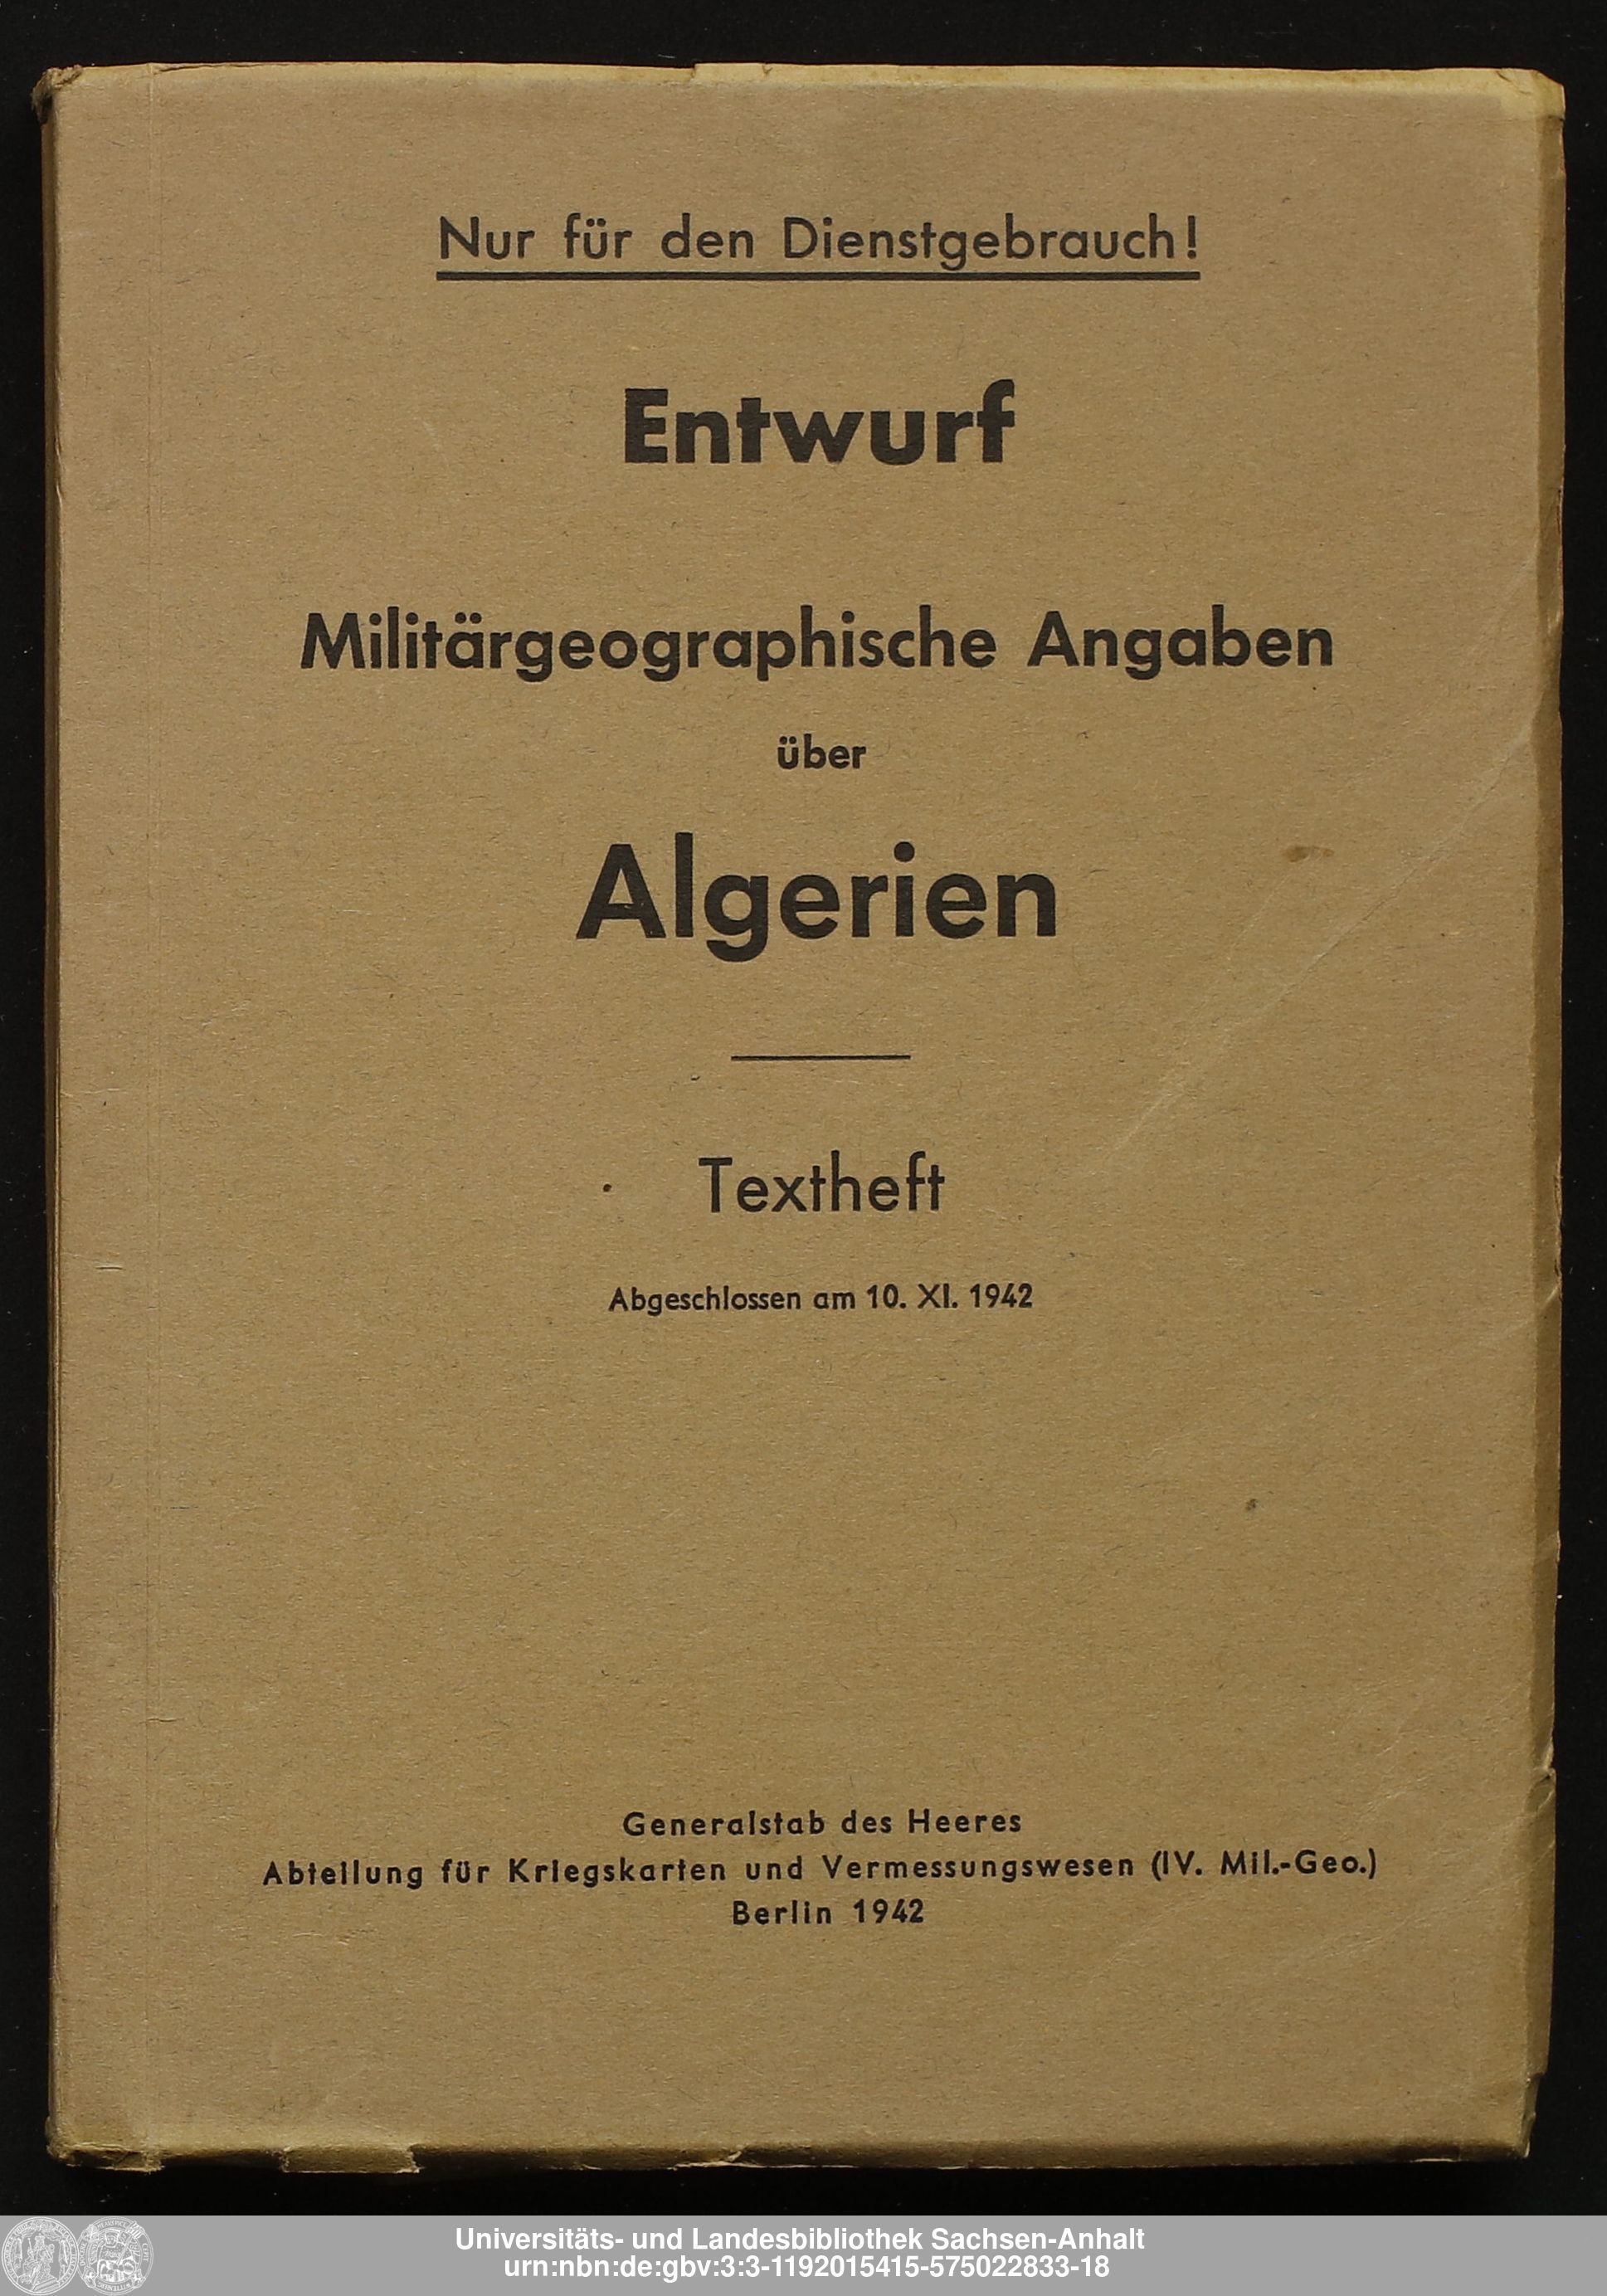 Nur für den Dienstgebrauch!
Entwurf
Militärgeographische Angaben
über
Algerien
Textheft
Abgeschlossen am 10. XI. 1942
Generalstab des Heeres
Abteilung für Kriegskarten und Vermessungswesen (IV. Mil.-Geo.)
Berlin 1942
Universitäts- und Landesbibliothek Sachsen-Anhalt
urn:nbn:de:gbv:3:3-1192015415-575022833-18